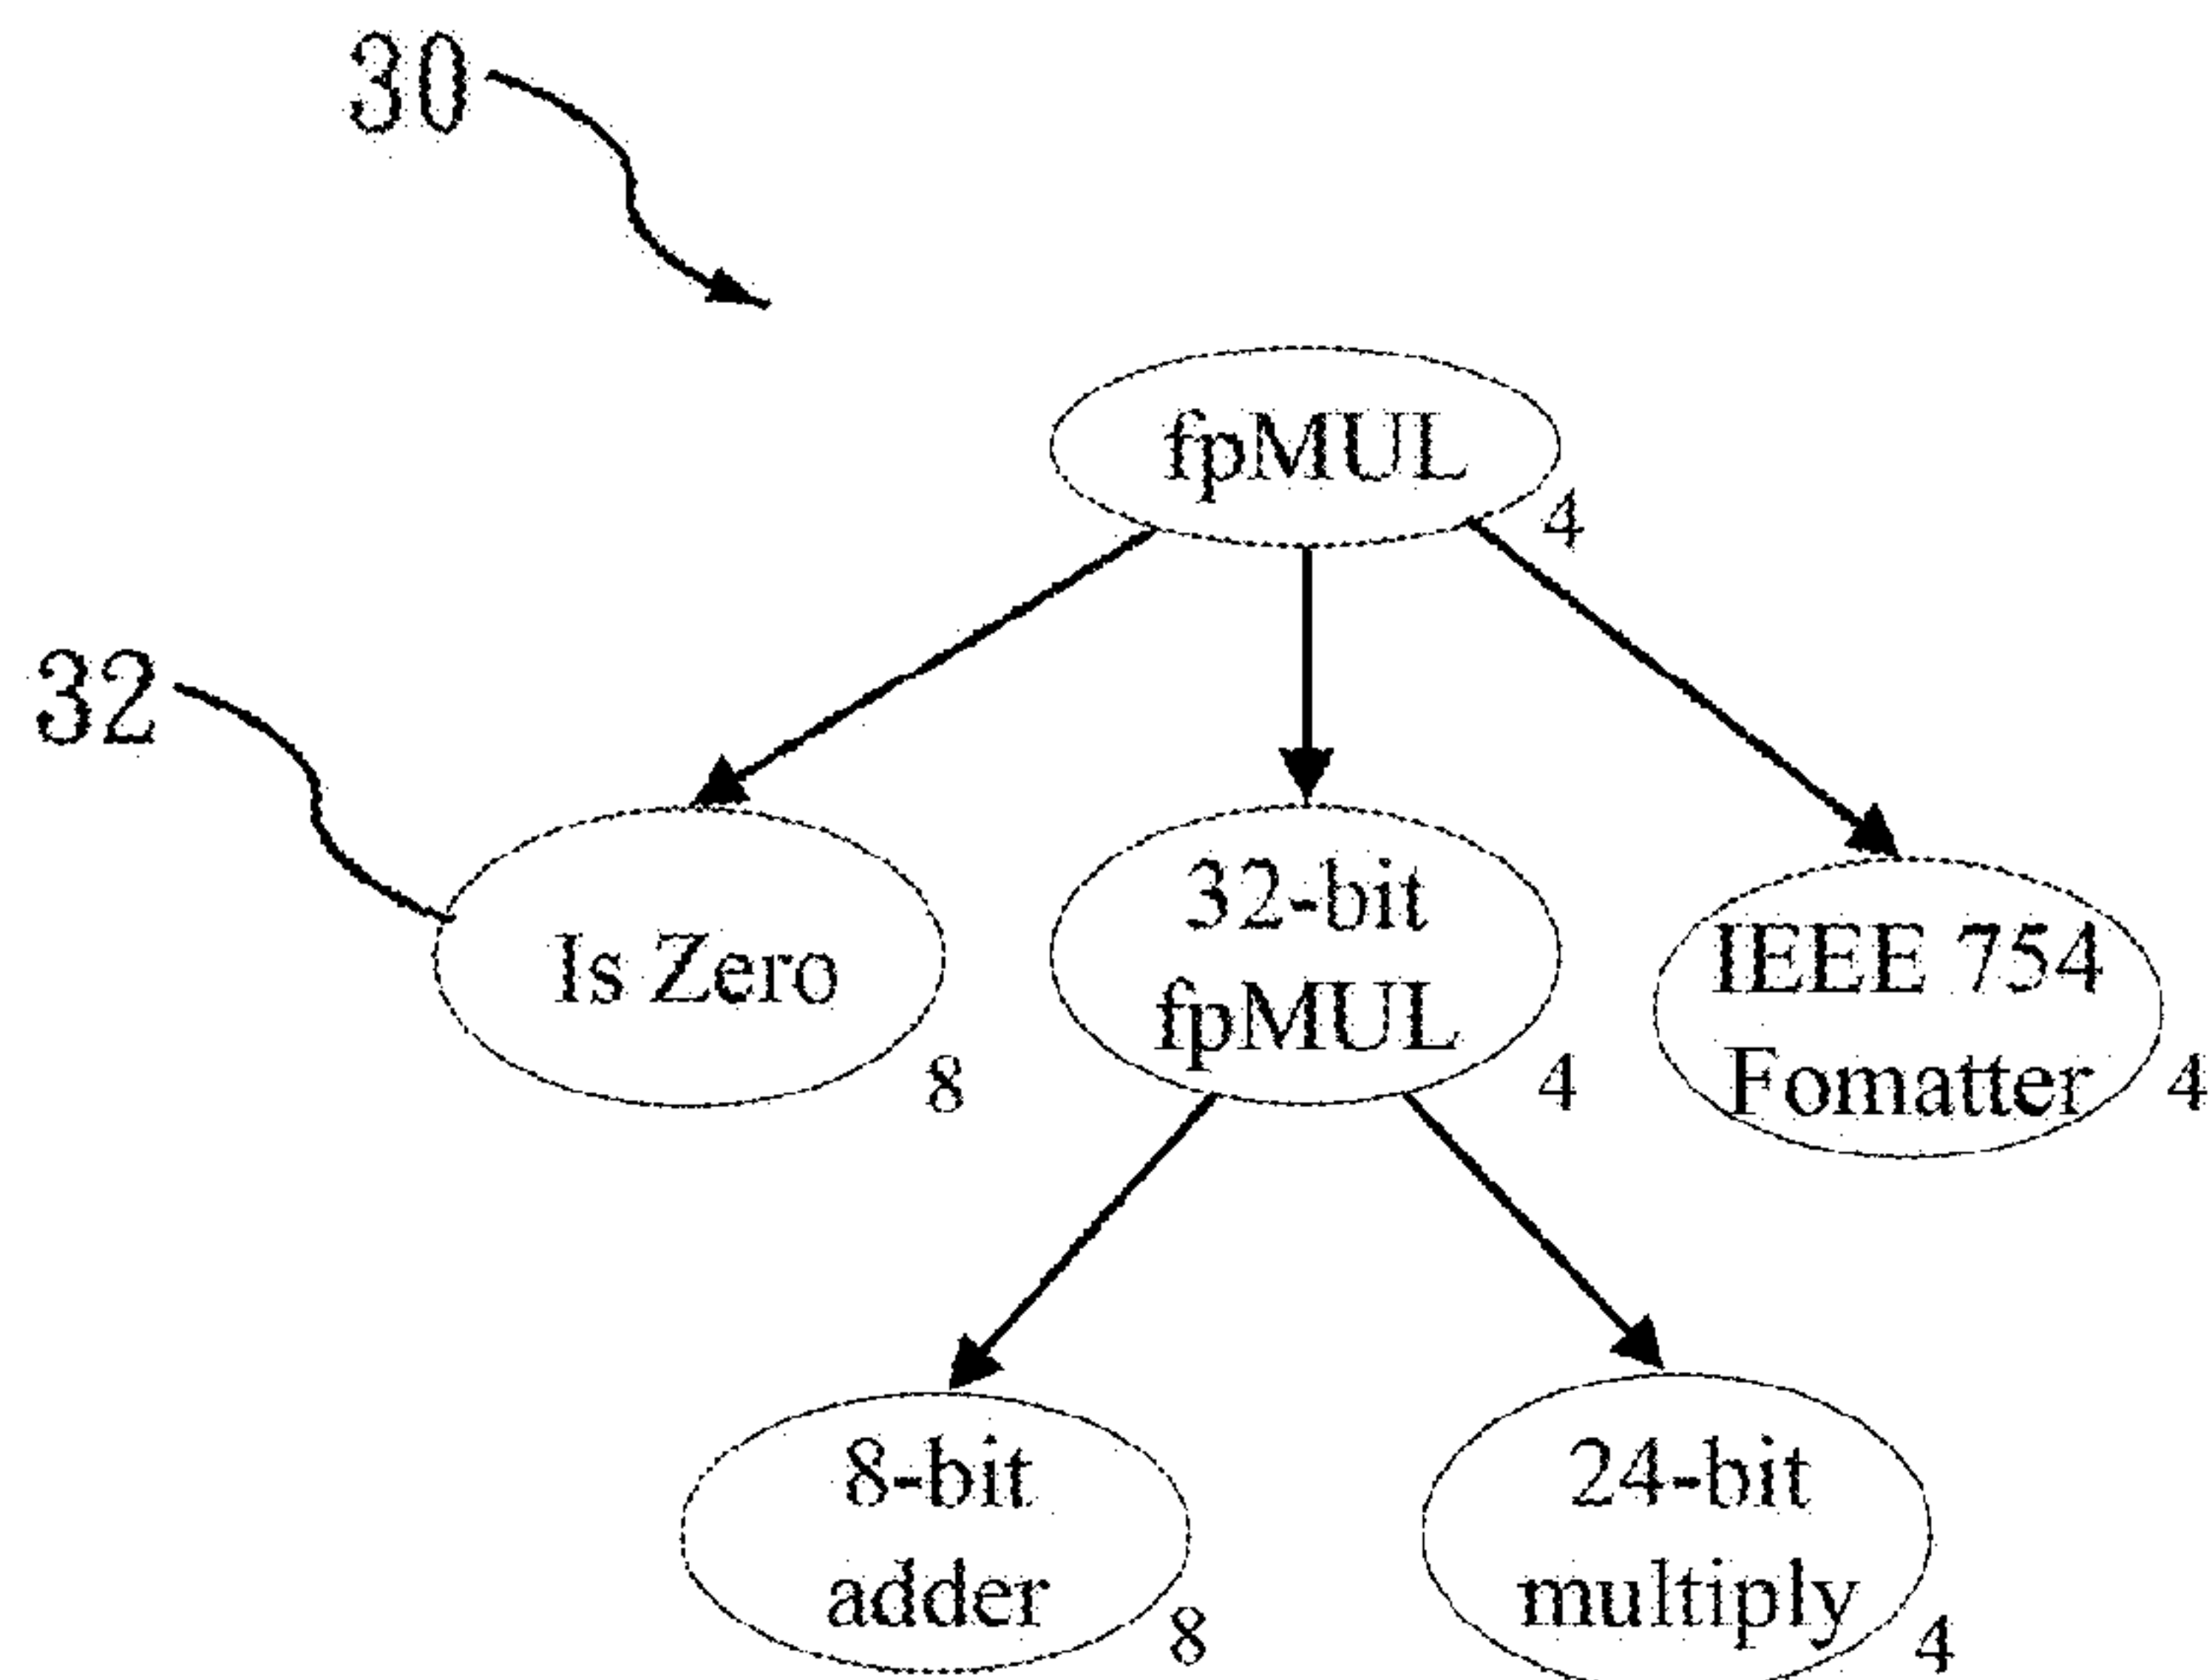 30
fpMUL
4
32
Is Zero
8
32-bit
fpMUL
4
IEEE 754
Fomatter
4
8-bit
adder
8
24-bit
multiply
4